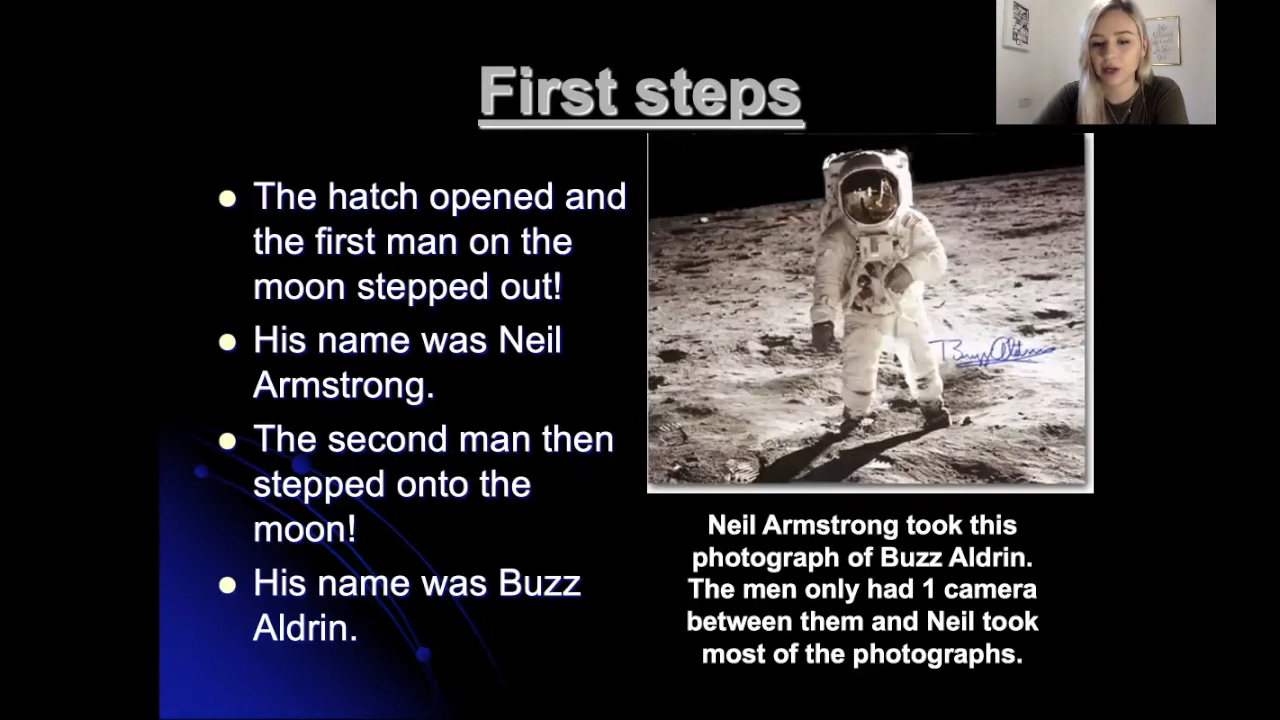 First steps
The hatch opened and
the first man on the
moon stepped out!
His name was Neil
Armstrong.
The second man then
stepped onto the
moon!
His name was Buzz
Aldrin.
Buzz Aldrin
Neil Armstrong took this
photograph of Buzz Aldrin.
The men only had 1 camera
between them and Neil took
most of the photographs.